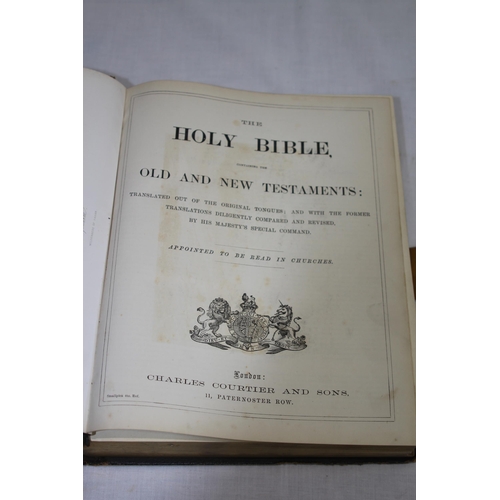 THE
HOLY BIBLE,
CONTAINING THE
OLD AND NEW TESTAMENTS:
TRANSLATED OUT OF THE ORIGINAL TONGUES; AND WITH THE FORMER
TRANSLATIONS DILIGENTLY COMPARED AND REVISED,
BY HIS MAJESTY'S SPECIAL COMMAND.
APPOINTED TO BE READ IN CHURCHES.
London:
CHARLES COURTIER AND SONS,
11, PATERNOSTER ROW.